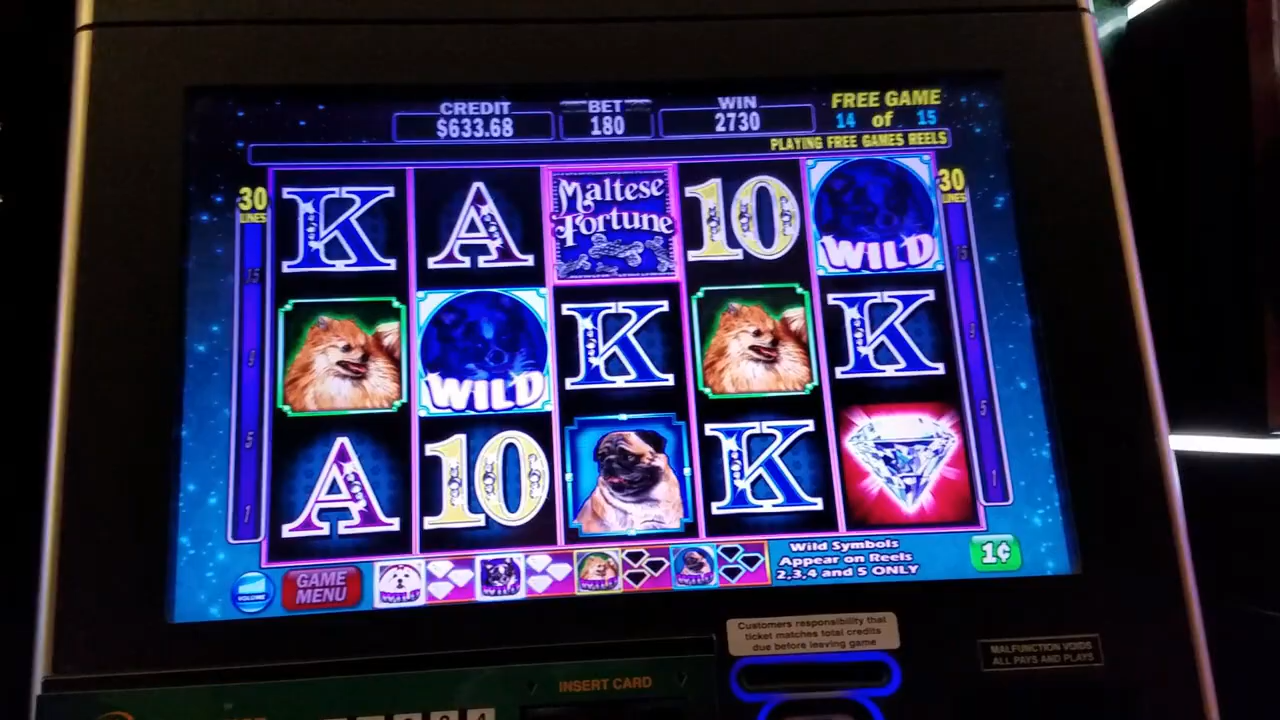 CREDIT
$633.68
BET
180
WIN
2730
FREE GAME
14 of 15
PLAYING FREE GAMES REELS
30
LINES
30
LINES
K
A
Maltese
Fortune
10
WILD
WILD
K
K
A
10
K
VOLUME
GAME
MENU
Wild Symbols
Appear on Reels
2,3,4 and 5 ONLY
1¢
Customers responsibility that
ticket matches total credits
due before leaving game
MALFUNCTION VOIDS
ALL PAYS AND PLAYS
INSERT CARD